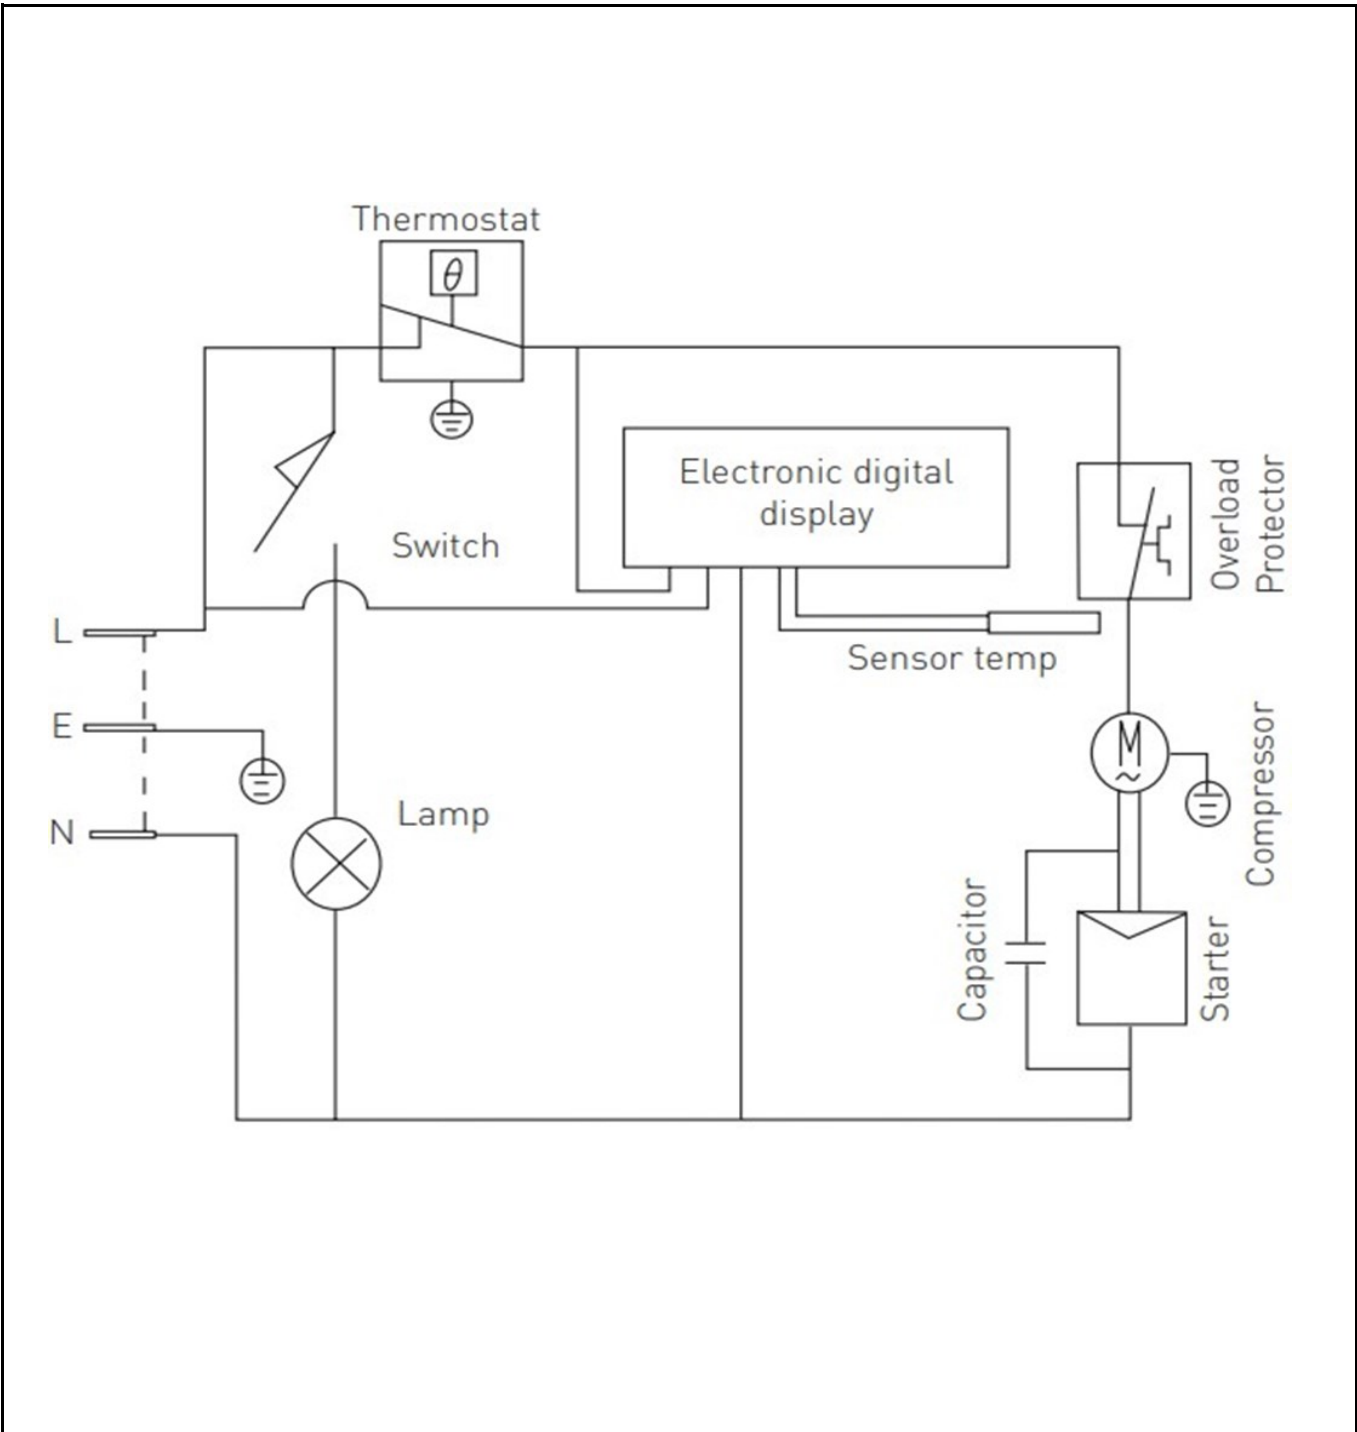 Thermostat
θ
Electronic digital
display
Switch
Overload
Protector
L
Sensor temp
E
M
~
Compressor
N
Lamp
Capacitor
Starter